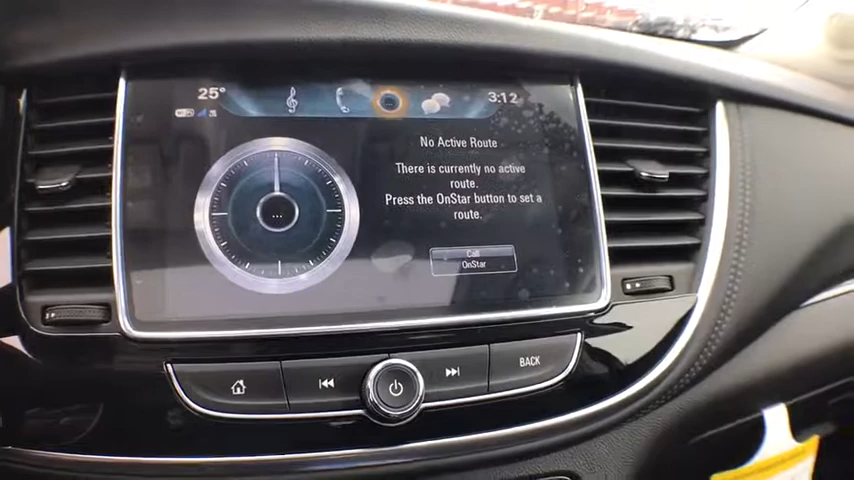 25°
3:12
No Active Route
There is currently no active
route.
Press the OnStar button to set a
route.
Call
OnStar
BACK